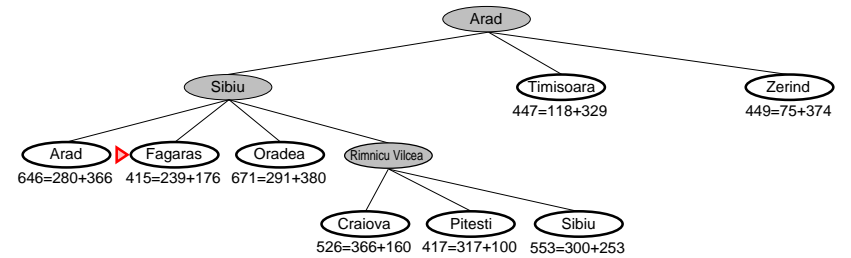 Arad
Sibiu
Timisoara
Zerind
447=118+329
449=75+374
Arad
Fagaras
Oradea
Rimnicu Vilcea
646=280+366
415=239+176
671=291+380
Craiova
Pitesti
Sibiu
526=366+160
417=317+100
553=300+253